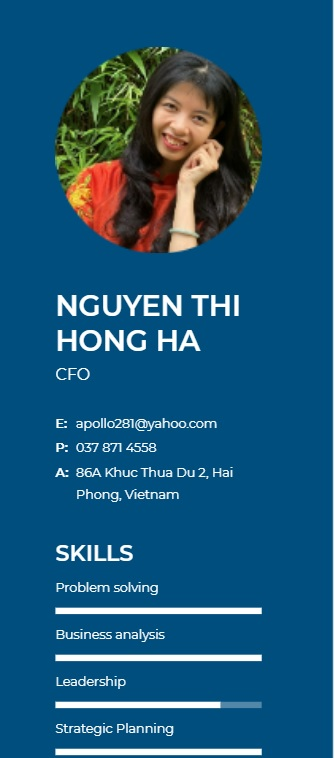 NGUYEN THI
HONG HA
CFO
E: apollo281@yahoo.com
P: 037 871 4558
A: 86A Khuc Thua Du 2, Hai
Phong, Vietnam
SKILLS
Problem solving
Business analysis
Leadership
Strategic Planning